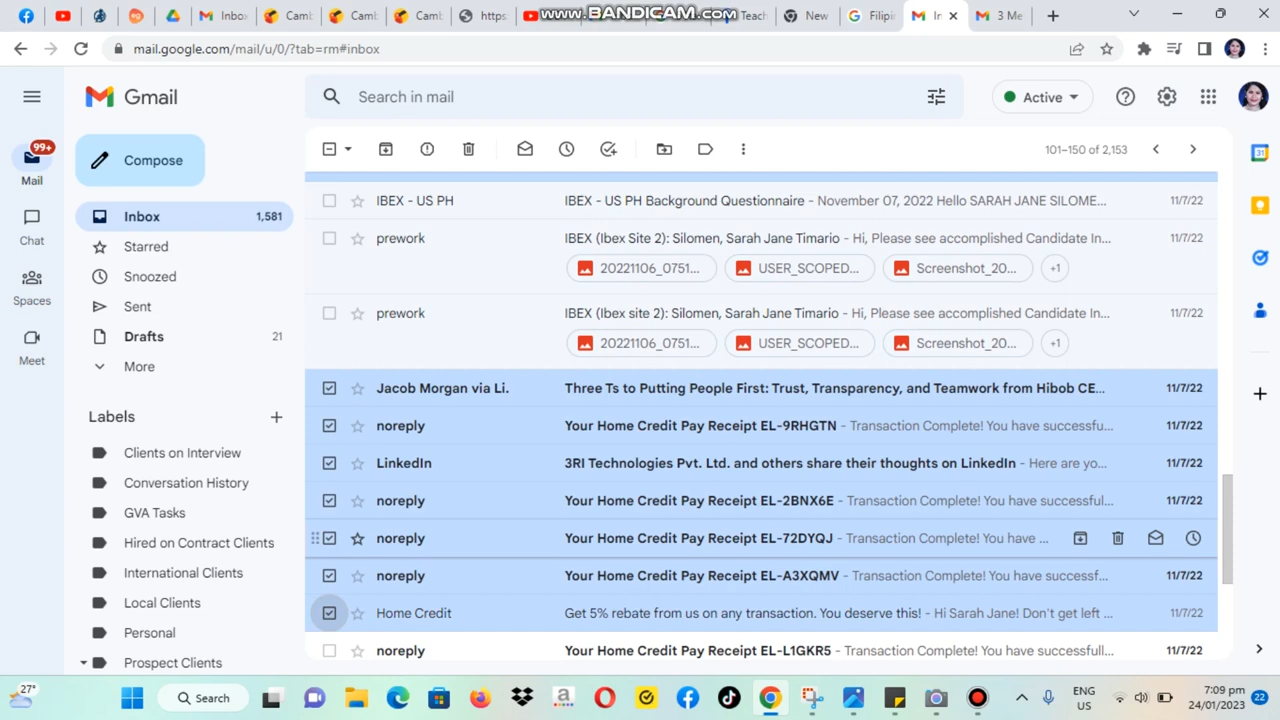 Inbo
Camb
Camb
Camb
https
www.BANDICAM.com
Teach
New
Filipi
In
3 Me
mail.google.com/mail/u/0/?tab=rm#inbox
Gmail
Search in mail
Active
99+
Mail
Compose
101–150 of 2,153
Inbox 1,581
Chat
Starred
Snoozed
Spaces
Sent
Drafts 21
Meet
More
Labels
Clients on Interview
Conversation History
GVA Tasks
Hired on Contract Clients
International Clients
Local Clients
Personal
Prospect Clients
IBEX - US PH IBEX - US PH Background Questionnaire - November 07, 2022 Hello SARAH JANE SILOME... 11/7/22
prework IBEX (Ibex Site 2): Silomen, Sarah Jane Timario - Hi, Please see accomplished Candidate In... 11/7/22
20221106_0751... USER_SCOPED... Screenshot_20... +1
prework IBEX (Ibex site 2): Silomen, Sarah Jane Timario - Hi, Please see accomplished Candidate In... 11/7/22
20221106_0751... USER_SCOPED... Screenshot_20... +1
Jacob Morgan via Li. Three Ts to Putting People First: Trust, Transparency, and Teamwork from Hibob CE... 11/7/22
noreply Your Home Credit Pay Receipt EL-9RHGTN - Transaction Complete! You have successfu... 11/7/22
LinkedIn 3RI Technologies Pvt. Ltd. and others share their thoughts on LinkedIn - Here are yo... 11/7/22
noreply Your Home Credit Pay Receipt EL-2BNX6E - Transaction Complete! You have successful... 11/7/22
noreply Your Home Credit Pay Receipt EL-72DYQJ - Transaction Complete! You have ...
noreply Your Home Credit Pay Receipt EL-A3XQMV - Transaction Complete! You have successf... 11/7/22
Home Credit Get 5% rebate from us on any transaction. You deserve this! - Hi Sarah Jane! Don't get left ... 11/7/22
noreply Your Home Credit Pay Receipt EL-L1GKR5 - Transaction Complete! You have successfull... 11/7/22
31
27°
Search
ENG
US
7:09 pm
24/01/2023
22